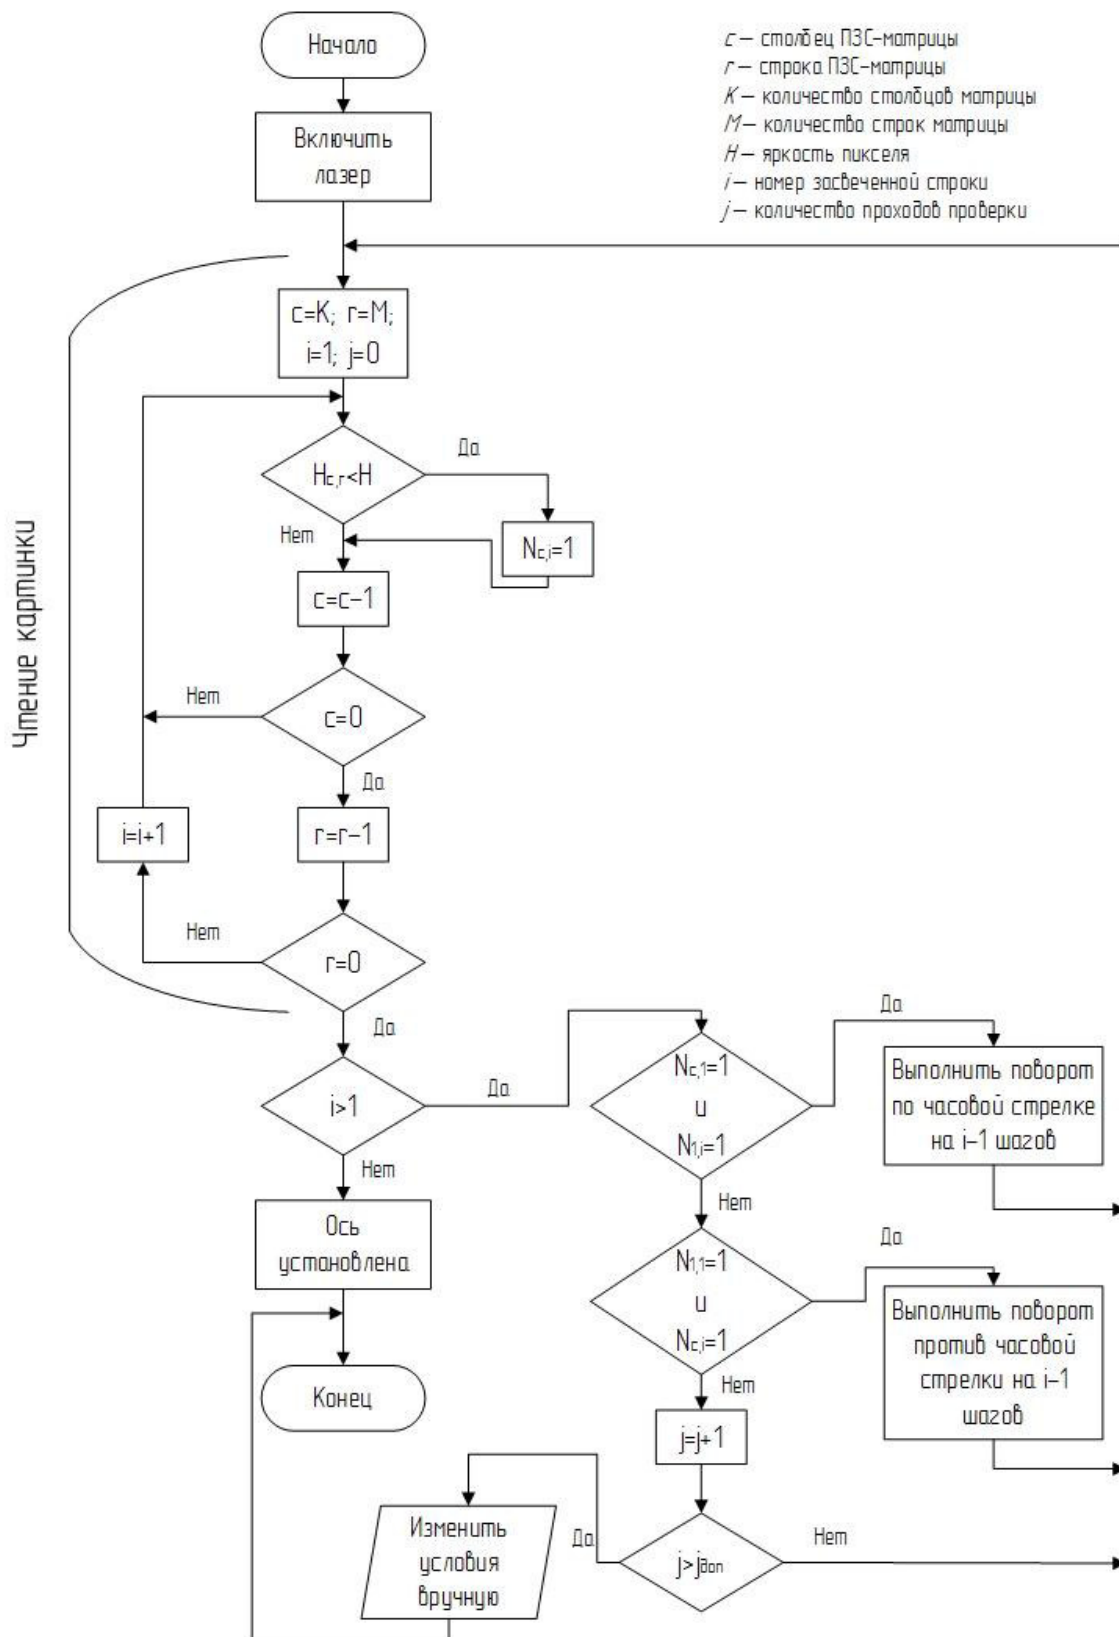 Начало
c – столбец ПЗС-матрицы
r – строка ПЗС-матрицы
K – количество столбцов матрицы
M – количество строк матрицы
H – яркость пикселя
i – номер засвеченной строки
j – количество проходов проверки
Включить
лазер
Чтение картинки
c=K; r=M;
i=1; j=0
Hc,r<H
Да
Нет
Nc,i=1
c=c-1
c=0
Нет
Да
i=i+1
r=r-1
r=0
Нет
Да
i>1
Да
Нет
Nc,1=1
и
N1,i=1
Да
Нет
Выполнить поворот
по часовой стрелке
на i-1 шагов
Ось
установлена
N1,1=1
и
Nc,i=1
Да
Нет
Выполнить поворот
против часовой
стрелки на i-1
шагов
Конец
j=j+1
j>jдоп
Да
Нет
Изменить
условия
вручную